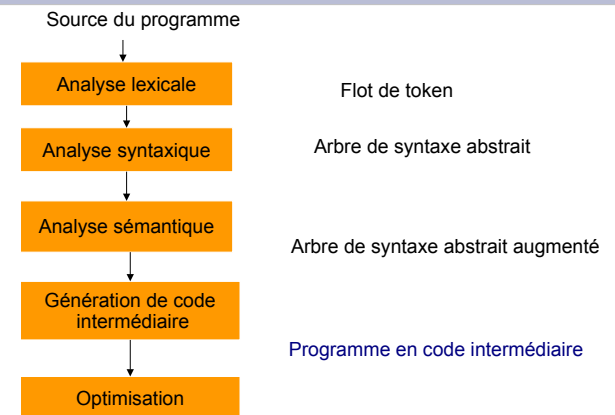 Source du programme
Analyse lexicale
Flot de token
Analyse syntaxique
Arbre de syntaxe abstrait
Analyse sémantique
Arbre de syntaxe abstrait augmenté
Génération de code
intermédiaire
Programme en code intermédiaire
Optimisation